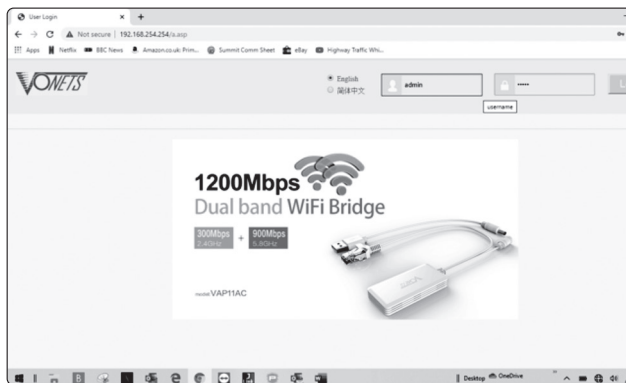 User Login
Not secure | 192.168.254.254/a.asp
Apps Netflix BBC News Amazon.co.uk: Prim... Summit Comm Sheet eBay Highway Traffic Whi...
VONETS
English
简体中文
admin
•••••
username
1200Mbps
Dual band WiFi Bridge
300Mbps + 900Mbps
2.4GHz 5.8GHz
model: VAP11AC
Desktop OneDrive